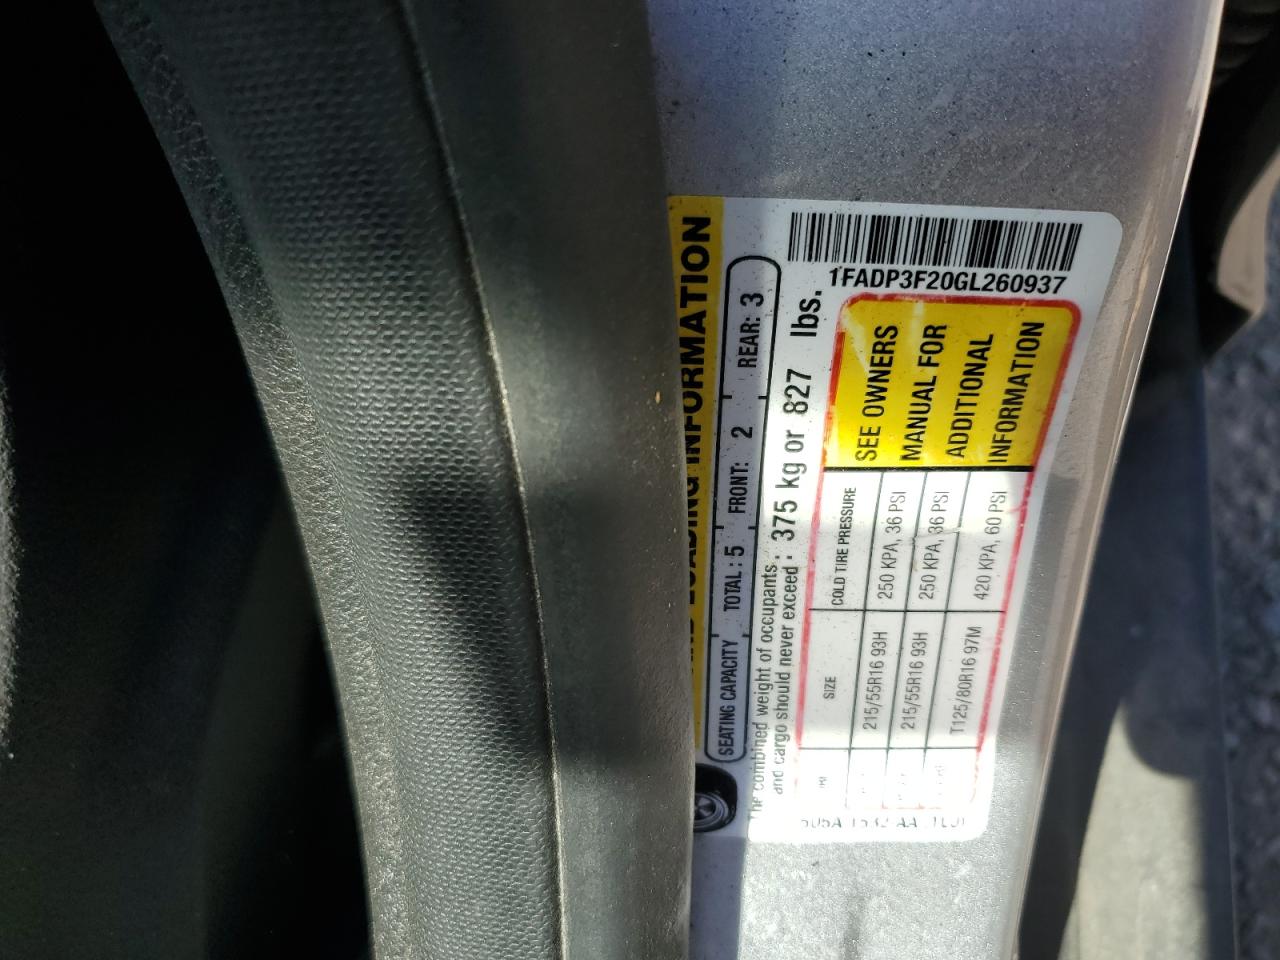 LOADING INFORMATION
SEATING CAPACITY TOTAL: 5 FRONT: 2 REAR: 3
The combined weight of occupants
and cargo should never exceed : 375 kg or 827 lbs.
SIZE COLD TIRE PRESSURE
215/55R16 93H 250 KPA, 36 PSI
215/55R16 93H 250 KPA, 36 PSI
T125/80R16 97M 420 KPA, 60 PSI
SEE OWNERS
MANUAL FOR
ADDITIONAL
INFORMATION
1FADP3F20GL260937